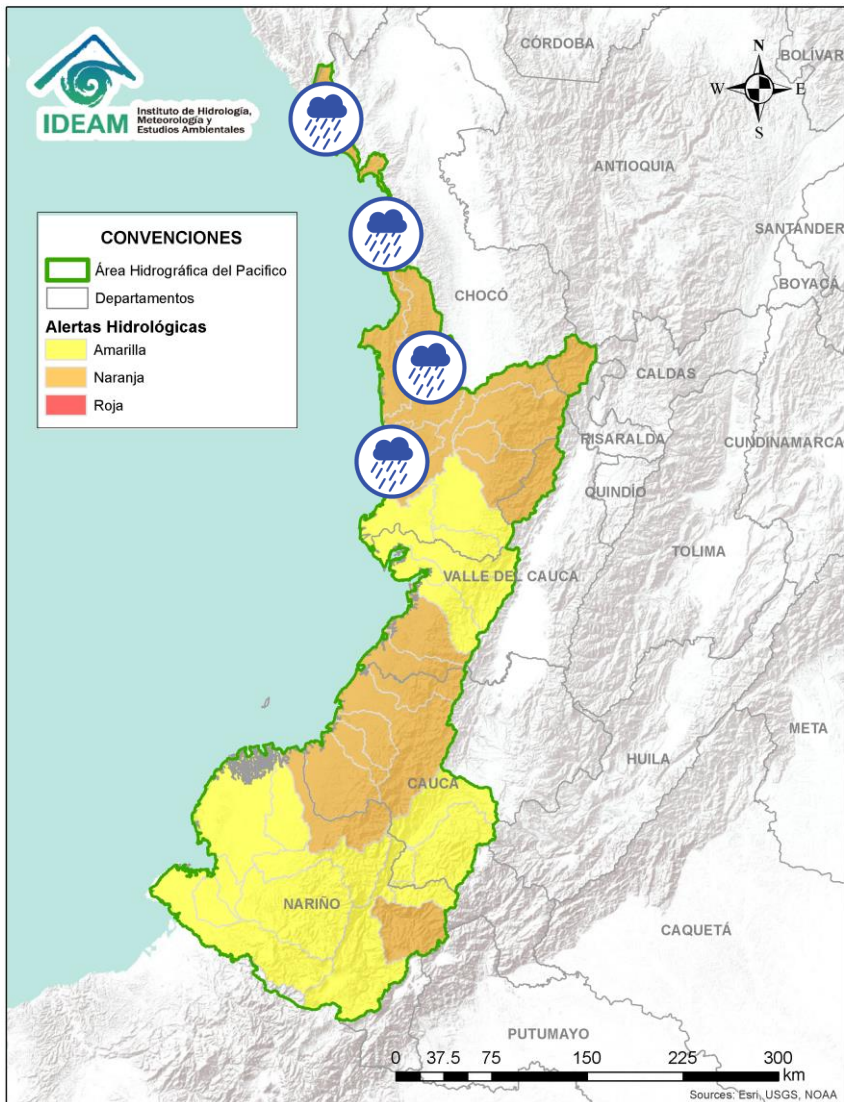 IDEAM
Instituto de Hidrología,
Meteorología y
Estudios Ambientales
N
W
E
S
CÓRDOBA
BOLÍVAR
ANTIOQUIA
SANTANDER
BOYACÁ
CHOCÓ
CALDAS
RISARALDA
CUNDINAMARCA
QUINDÍO
TOLIMA
VALLE DEL CAUCA
META
HUILA
CAUCA
NARIÑO
CAQUETÁ
PUTUMAYO
CONVENCIONES
Área Hidrográfica del Pacifico
Departamentos
Alertas Hidrológicas
Amarilla
Naranja
Roja
0 37.5 75 150 225 300
km
Sources: Esri, USGS, NOAA